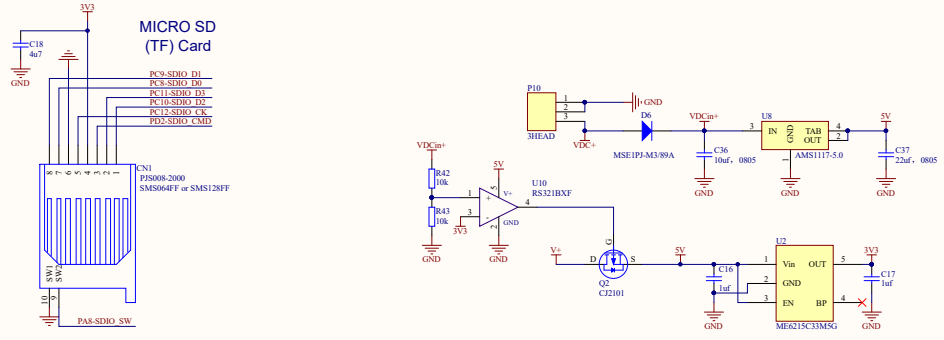 3V3
MICRO SD
(TF) Card
C18
4u7
GND
PC9-SDIO_D1
PC8-SDIO_D0
PC11-SDIO_D3
PC10-SDIO_D2
PC12-SDIO_CK
PD2-SDIO_CMD
CN1
PJS008-2000
SMS064FF or SMS128FF
8 7 6 5 4 3 2 1
SW1
SW2
10 9
PA8-SDIO_SW
VDCin+
R42
10k
R43
10k
GND
5V
U10
RS321BXF
1
3
5
2
4
+
-
V+
GND
3V3
GND
P10
1
2
3
3HEAD
GND
VDC+
D6
MSE1PJ-M3/89A
VDCin+
C36
10uf，0805
GND
U8
3
IN
GND
TAB
OUT
4
2
1
AMS1117-5.0
GND
5V
C37
22uf，0805
GND
V+
D
G
S
Q2
CJ2101
5V
C16
1uf
GND
U2
1
2
3
Vin
GND
EN
OUT
BP
5
4
ME6215C33M5G
3V3
C17
1uf
GND